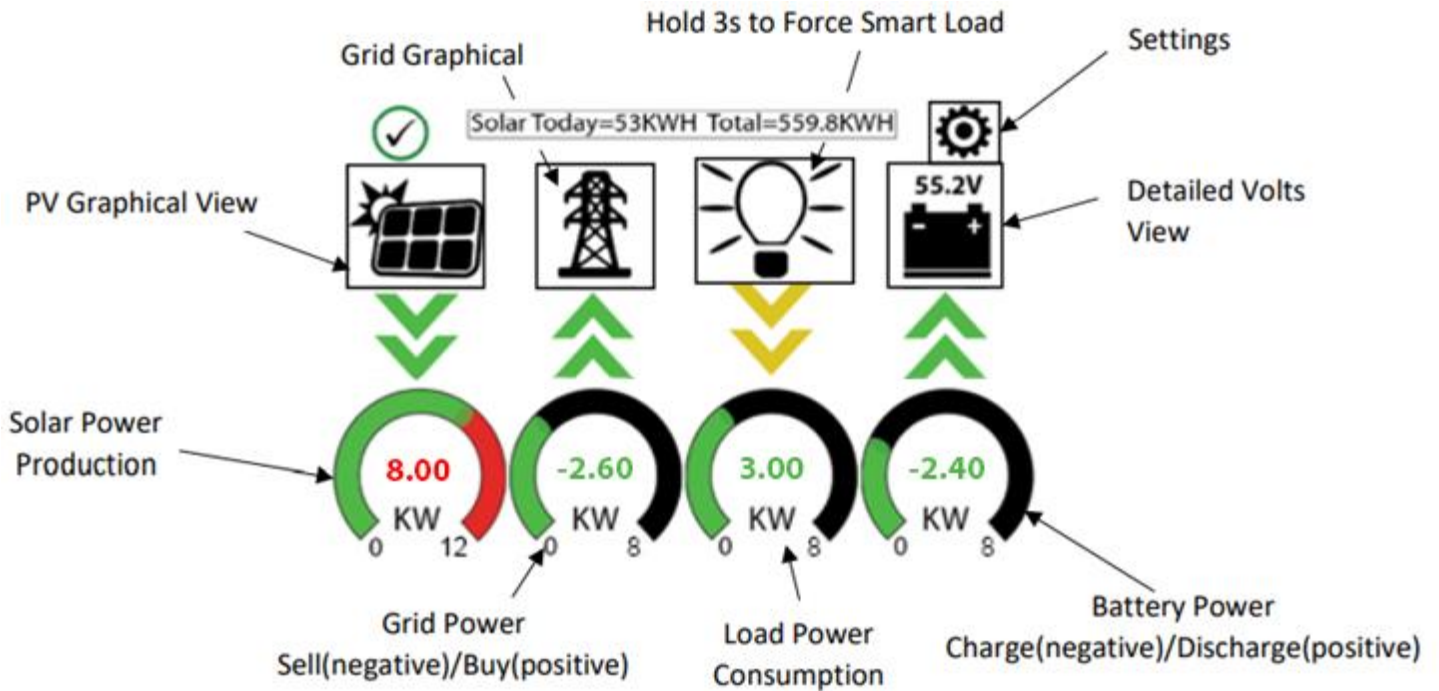 Hold 3s to Force Smart Load
Grid Graphical
Settings
Solar Today=53KWH Total=559.8KWH
PV Graphical View
55.2V
- +
Detailed Volts
View
Solar Power
Production
8.00
KW
0 12
-2.60
KW
0 8
3.00
KW
0 8
-2.40
KW
0 8
Grid Power
Sell(negative)/Buy(positive)
Load Power
Consumption
Battery Power
Charge(negative)/Discharge(positive)